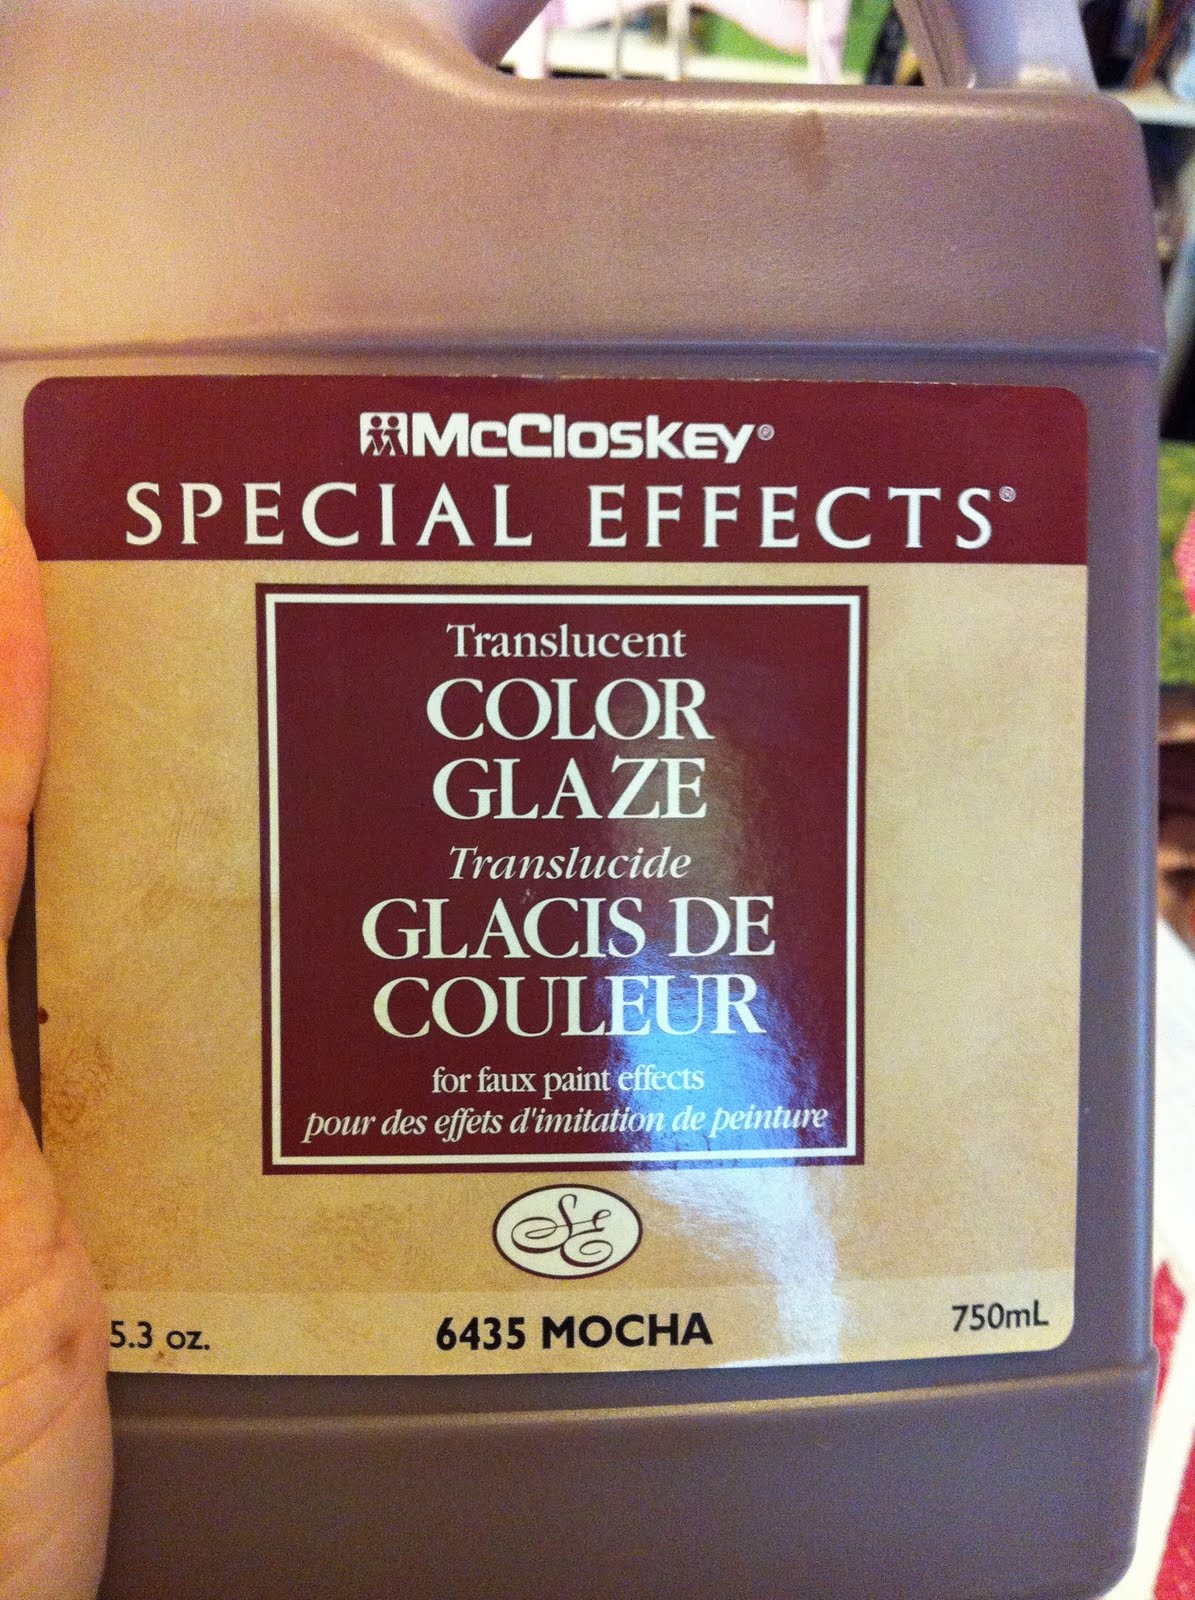 McCloskey®
SPECIAL EFFECTS®
Translucent
COLOR
GLAZE
Translucide
GLACIS DE
COULEUR
for faux paint effects
pour des effets d'imitation de peinture
SE
5.3 oz. 6435 MOCHA 750mL